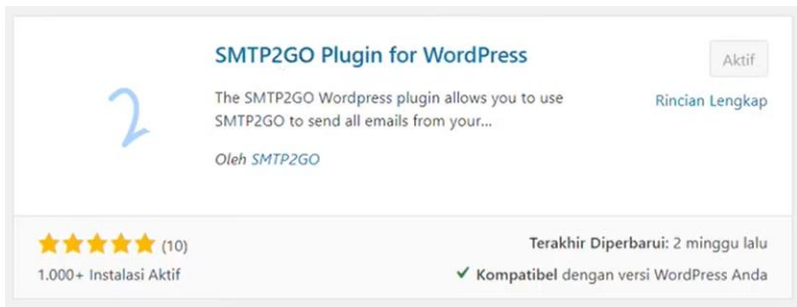 SMTP2GO Plugin for WordPress
Aktif
The SMTP2GO Wordpress plugin allows you to use
SMTP2GO to send all emails from your...
Rincian Lengkap
Oleh SMTP2GO
2
(10)
1.000+ Instalasi Aktif
Terakhir Diperbarui: 2 minggu lalu
Kompatibel dengan versi WordPress Anda